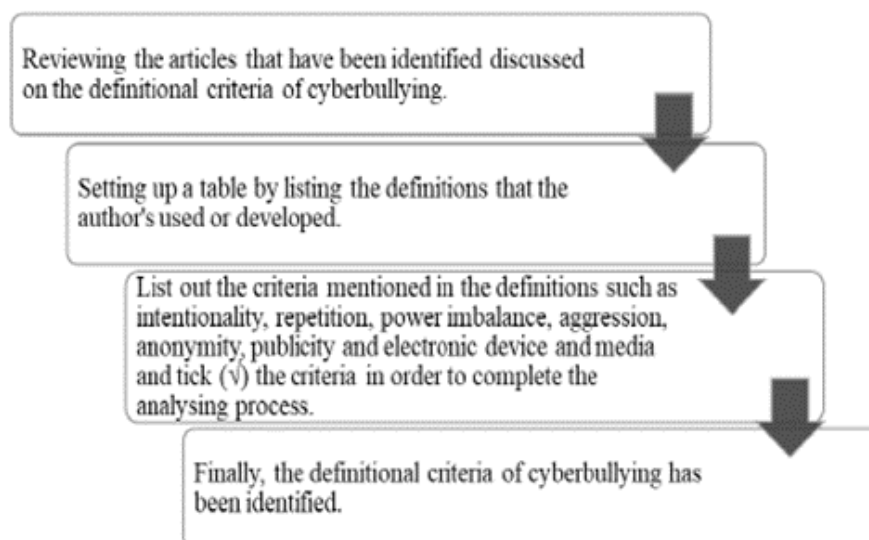 Reviewing the articles that have been identified discussed
on the definitional criteria of cyberbullying.
Setting up a table by listing the definitions that the
author's used or developed.
List out the criteria mentioned in the definitions such as
intentionality, repetition, power imbalance, aggression,
anonymity, publicity and electronic device and media
and tick (√) the criteria in order to complete the
analysing process.
Finally, the definitional criteria of cyberbullying has
been identified.